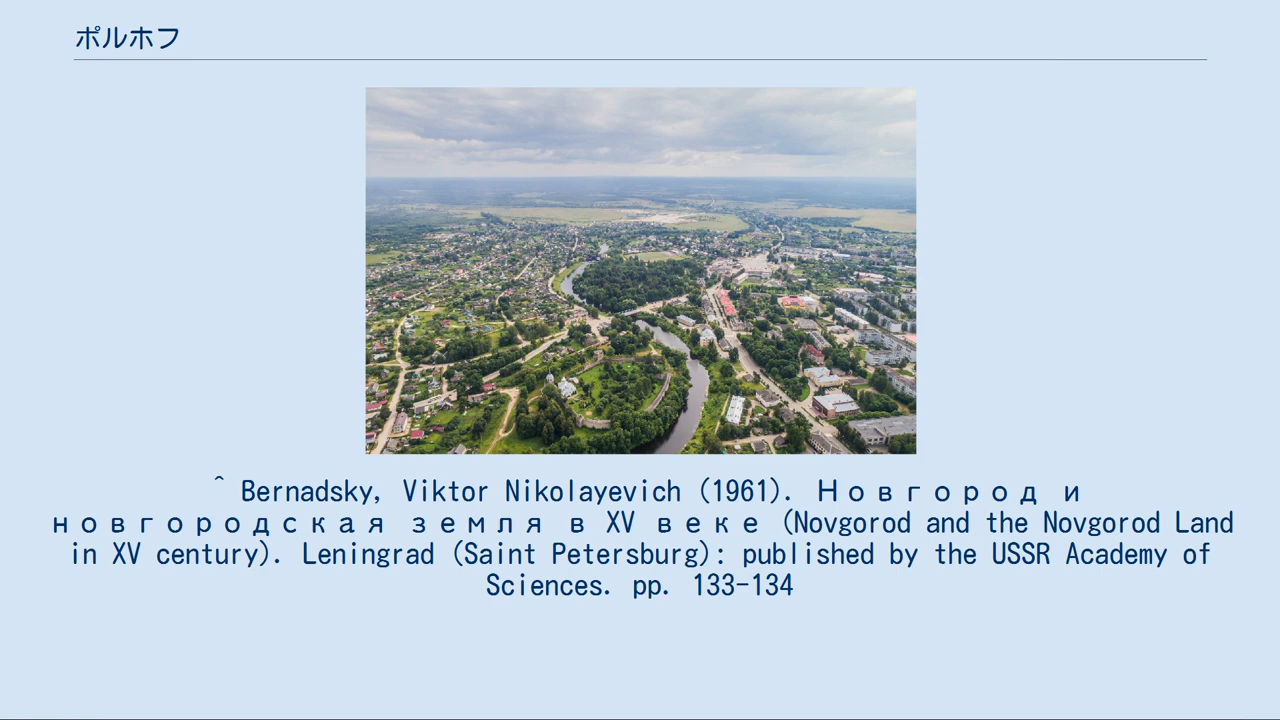 ポルホフ
^ Bernadsky, Viktor Nikolayevich (1961). Новгород и
новгородская земля в XV веке (Novgorod and the Novgorod Land
in XV century). Leningrad (Saint Petersburg): published by the USSR Academy of
Sciences. pp. 133-134